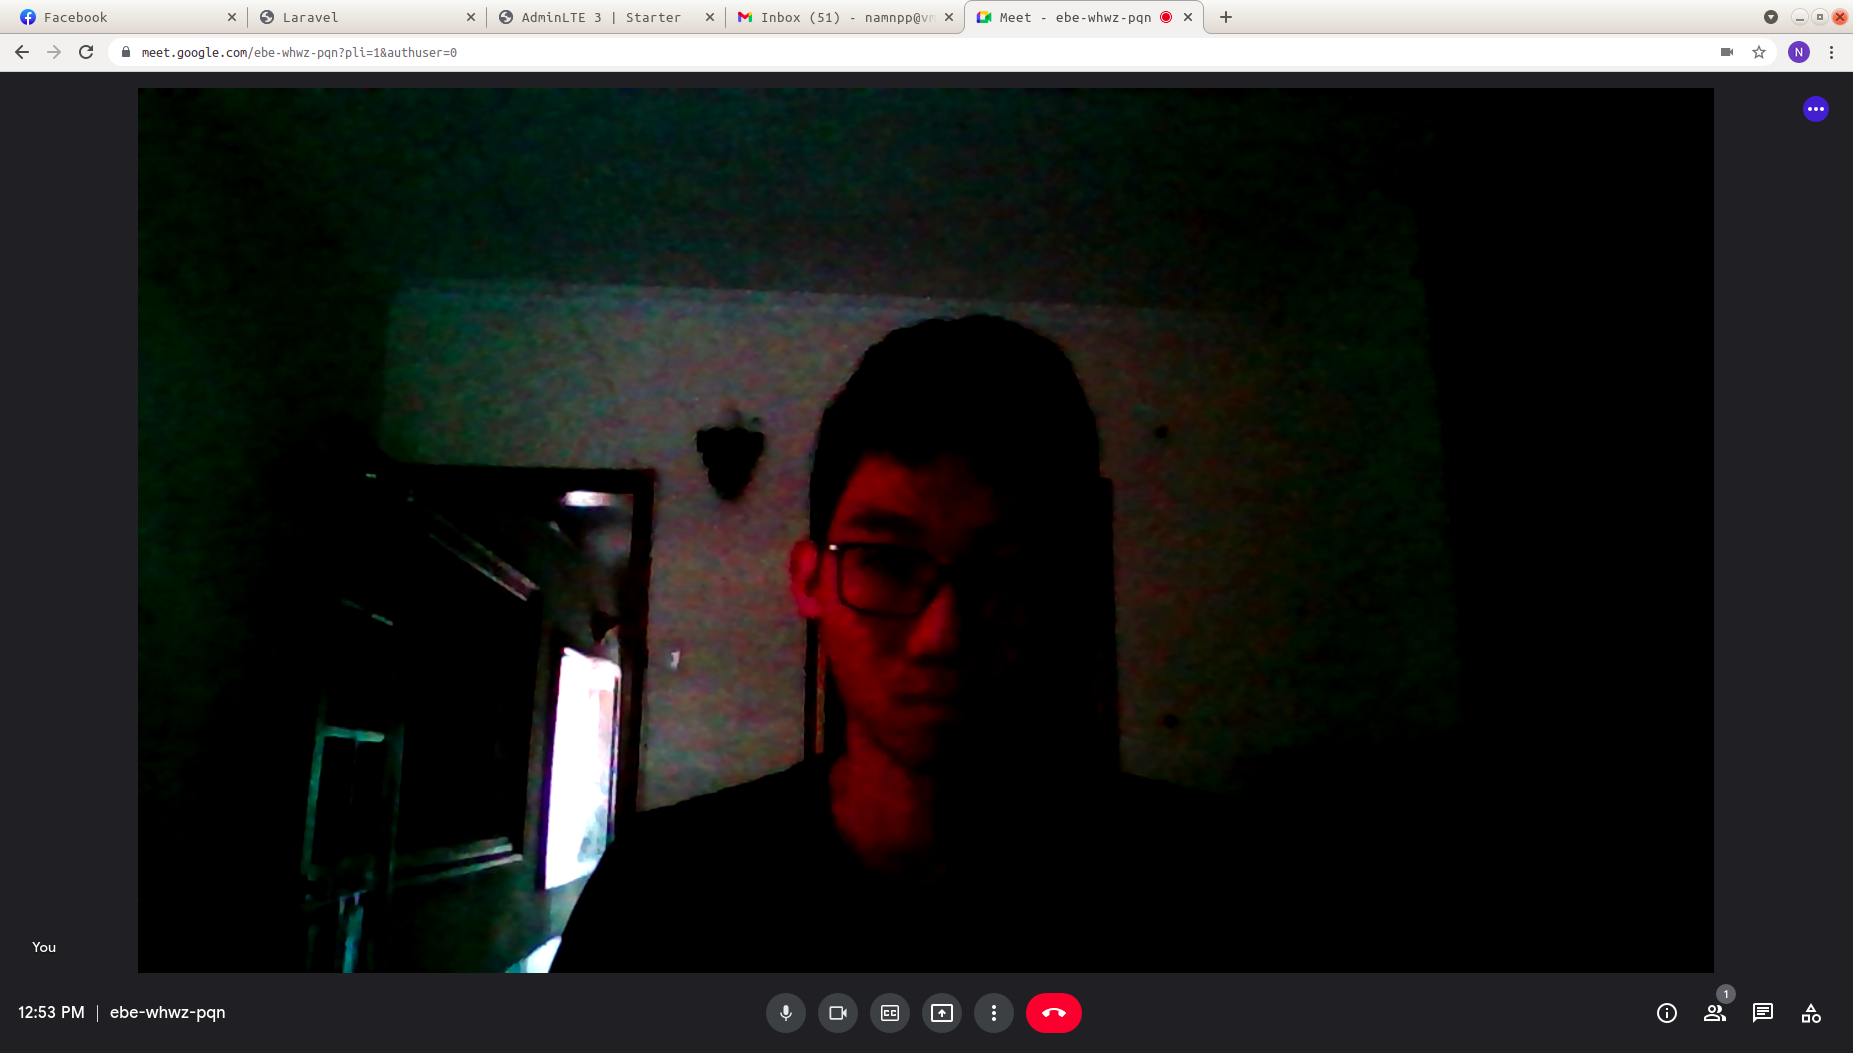 Facebook
Laravel
AdminLTE 3 | Starter
Inbox (51) - namnpp@
Meet - ebe-whwz-pqn
meet.google.com/ebe-whwz-pqn?pli=1&authuser=0
N
You
12:53 PM | ebe-whwz-pqn
CC
1